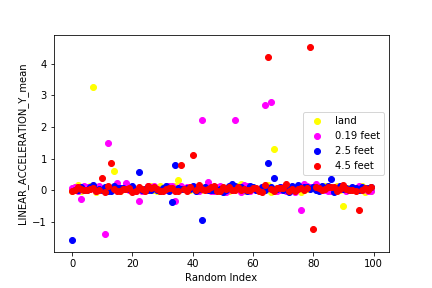 LINEAR_ACCELERATION_Y_mean
4
3
2
1
0
−1
land
0.19 feet
2.5 feet
4.5 feet
0 20 40 60 80 100
Random Index